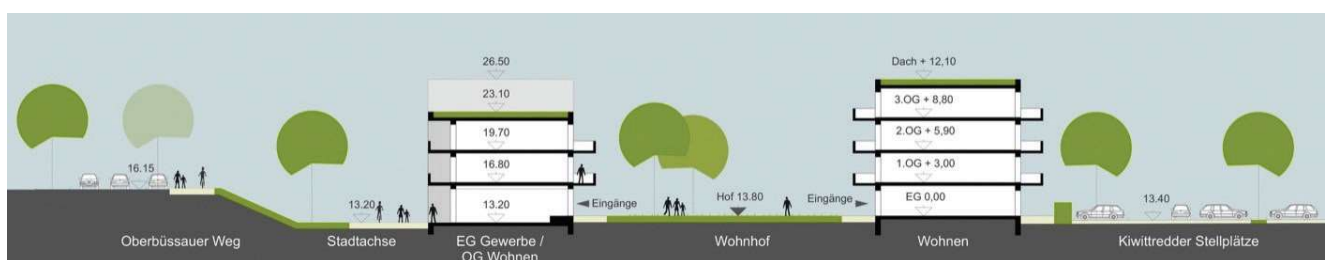 26.50
23.10
19.70
16.80
13.20
16.15
13.20
Eingänge
Hof 13.80
Eingänge
Dach + 12,10
3.OG + 8,80
2.OG + 5,90
1.OG + 3,00
EG 0,00
13.40
Oberbüssauer Weg
Stadtachse
EG Gewerbe /
OG Wohnen
Wohnhof
Wohnen
Kiwittredder Stellplätze